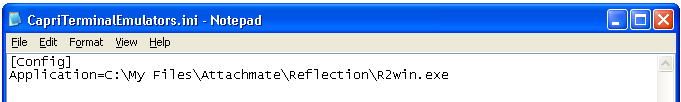 CapriTerminalEmulators.ini - Notepad
File Edit Format View Help
[Config]
Application=C:\My Files\Attachmate\Reflection\R2win.exe